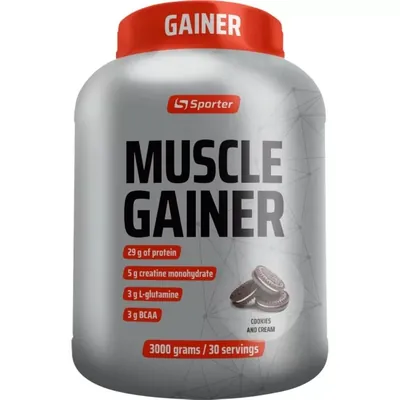 GAINER
Sporter
MUSCLE
GAINER
29 g of protein
5 g creatine monohydrate
3 g L-glutamine
3 g BCAA
COOKIES
AND CREAM
3000 grams / 30 servings